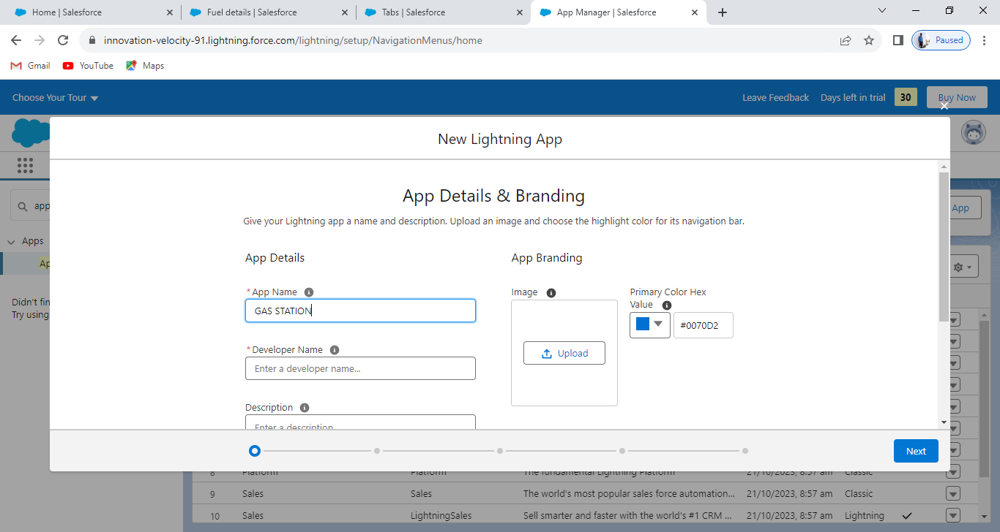 Home | Salesforce
Fuel details | Salesforce
Tabs | Salesforce
App Manager | Salesforce
innovation-velocity-91.lightning.force.com/lightning/setup/NavigationMenus/home
Paused
Gmail
YouTube
Maps
Choose Your Tour
Leave Feedback
Days left in trial
30
Buy Now
New Lightning App
app
App
Apps
Ap
Didn't fin
Try using
App Details & Branding
Give your Lightning app a name and description. Upload an image and choose the highlight color for its navigation bar.
App Details
App Branding
*App Name
GAS STATION
Image
Primary Color Hex
Value
#0070D2
Upload
*Developer Name
Enter a developer name...
Description
Enter a description
Next
8 Platform Platform The fundamental Lightning Platform 21/10/2023, 8:57 am Classic
9 Sales Sales The world's most popular sales force automation... 21/10/2023, 8:57 am Classic
10 Sales LightningSales Sell smarter and faster with the world's #1 CRM ... 21/10/2023, 8:57 am Lightning